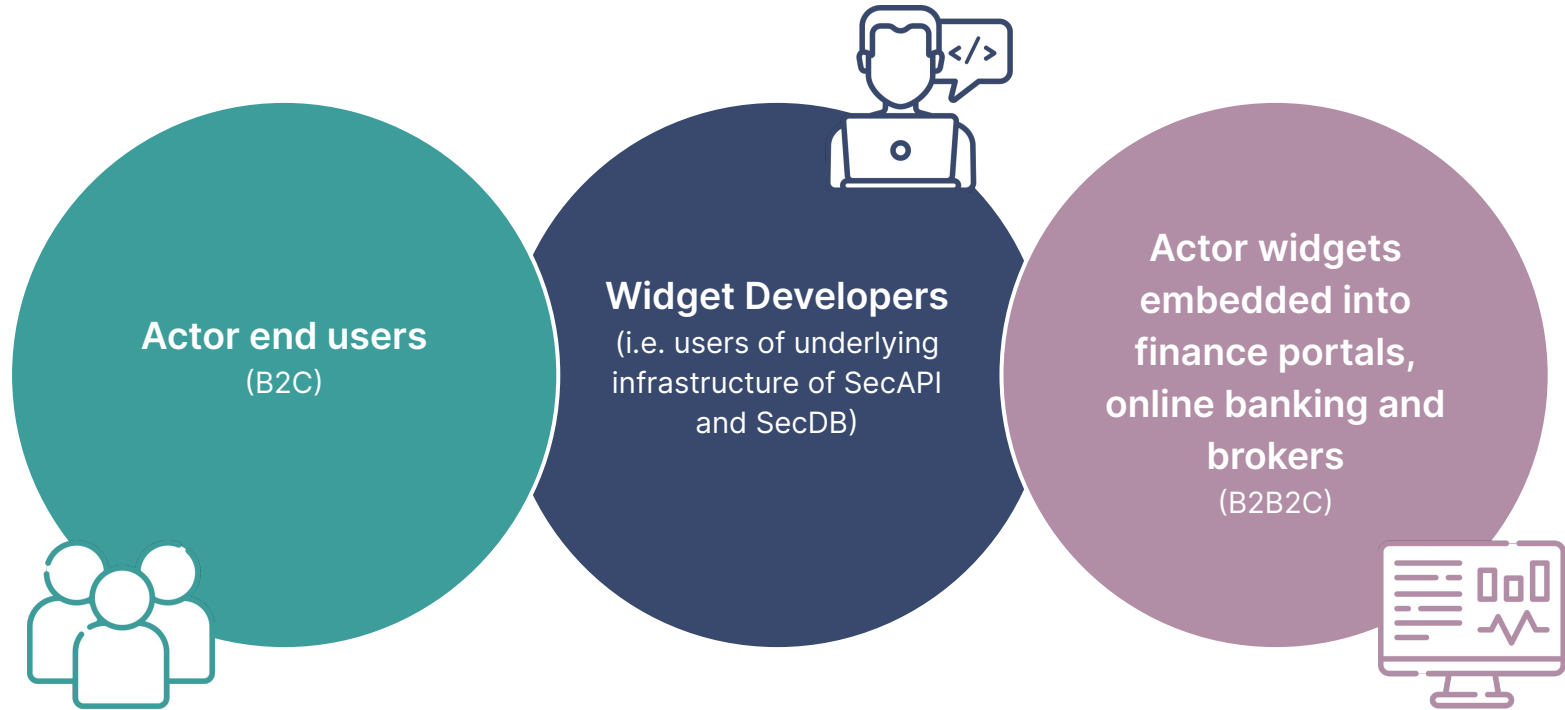 </>
Actor end users
(B2C)
Widget Developers
(i.e. users of underlying
infrastructure of SecAPI
and SecDB)
Actor widgets
embedded into
finance portals,
online banking and
brokers
(B2B2C)